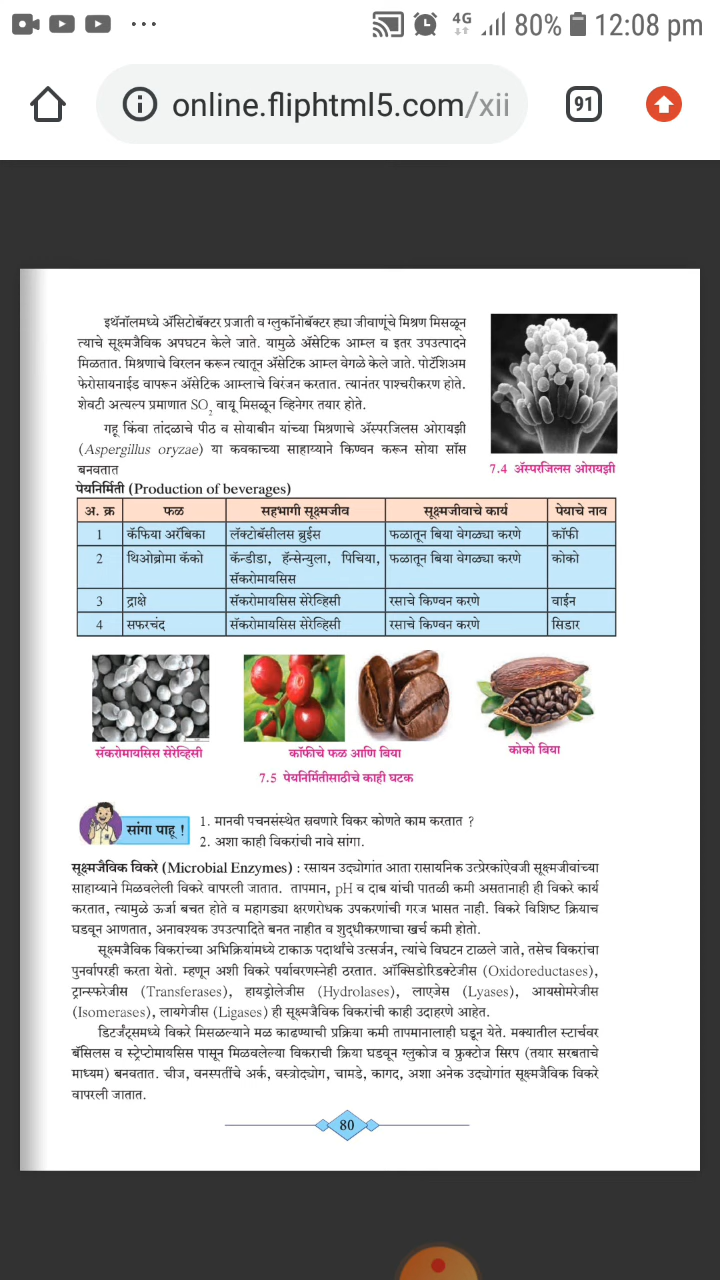 4G 80% 12:08 pm
online.fliphtml5.com/xii
91
इथॅनॉलमध्ये ॲसिटोबॅक्टर प्रजाती व ग्लुकॉनोबॅक्टर ह्या जीवाणूंचे मिश्रण मिसळून
त्याचे सूक्ष्मजैविक अपघटन केले जाते. यामुळे ॲसेटिक आम्ल व इतर उपउत्पादने
मिळतात. मिश्रणाचे विरलन करून त्यातून ॲसेटिक आम्ल वेगळे केले जाते. पोटॅशिअम
फेरोसायनाईड वापरून ॲसेटिक आम्लाचे विरंजन करतात. त्यानंतर पाश्चरीकरण होते.
शेवटी अत्यल्प प्रमाणात SO₂ वायू मिसळून व्हिनेगर तयार होते.
गहू किंवा तांदळाचे पीठ व सोयाबीन यांच्या मिश्रणाचे ॲस्परजिलस ओरायझी
(Aspergillus oryzae) या कवकाच्या साहाय्याने किण्वन करून सोया सॉस
बनवतात
7.4 ॲस्परजिलस ओरायझी
पेयनिर्मिती (Production of beverages)
अ. क्र फळ सहभागी सूक्ष्मजीव सूक्ष्मजीवाचे कार्य पेयाचे नाव
1 कॅफिया अरॅबिका लॅक्टोबॅसीलस ब्रुईस फळातून बिया वेगळ्या करणे कॉफी
2 थिओब्रोमा कॅको कॅन्डीडा, हॅन्सेन्युला, पिचिया, फळातून बिया वेगळ्या करणे कोको
सॅकरोमायसिस
3 द्राक्षे सॅकरोमायसिस सेरेव्हिसी रसाचे किण्वन करणे वाईन
4 सफरचंद सॅकरोमायसिस सेरेव्हिसी रसाचे किण्वन करणे सिडार
सॅकरोमायसिस सेरेव्हिसी कॉफीचे फळ आणि बिया कोको बिया
7.5 पेयनिर्मितीसाठीचे काही घटक
सांगा पाहू !
1. मानवी पचनसंस्थेत स्रवणारे विकर कोणते काम करतात ?
2. अशा काही विकरांची नावे सांगा.
सूक्ष्मजैविक विकरे (Microbial Enzymes) : रसायन उद्योगांत आता रासायनिक उत्प्रेरकांऐवजी सूक्ष्मजीवांच्या
साहाय्याने मिळवलेली विकरे वापरली जातात. तापमान, pH व दाब यांची पातळी कमी असतानाही ही विकरे कार्य
करतात, त्यामुळे ऊर्जा बचत होते व महागड्या क्षरणरोधक उपकरणांची गरज भासत नाही. विकरे विशिष्ट क्रियाच
घडवून आणतात, अनावश्यक उपउत्पादिते बनत नाहीत व शुद्धीकरणाचा खर्च कमी होतो.
सूक्ष्मजैविक विकरांच्या अभिक्रियांमध्ये टाकाऊ पदार्थांचे उत्सर्जन, त्यांचे विघटन टाळले जाते, तसेच विकरांचा
पुनर्वापरही करता येतो. म्हणून अशी विकरे पर्यावरणस्नेही ठरतात. ऑक्सिडोरिडक्टेजीस (Oxidoreductases),
ट्रान्स्फरेजीस (Transferases), हायड्रोलेजीस (Hydrolases), लाएजेस (Lyases), आयसोमरेजीस
(Isomerases), लायगेजीस (Ligases) ही सूक्ष्मजैविक विकरांची काही उदाहरणे आहेत.
डिटर्जंट्समध्ये विकरे मिसळल्याने मळ काढण्याची प्रक्रिया कमी तापमानालाही घडून येते. मक्यातील स्टार्चवर
बॅसिलस व स्ट्रेप्टोमायसिस पासून मिळवलेल्या विकराची क्रिया घडवून ग्लुकोज व फ्रुक्टोज सिरप (तयार सरबताचे
माध्यम) बनवतात. चीज, वनस्पतींचे अर्क, वस्त्रोद्योग, चामडे, कागद, अशा अनेक उद्योगांत सूक्ष्मजैविक विकरे
वापरली जातात.
80